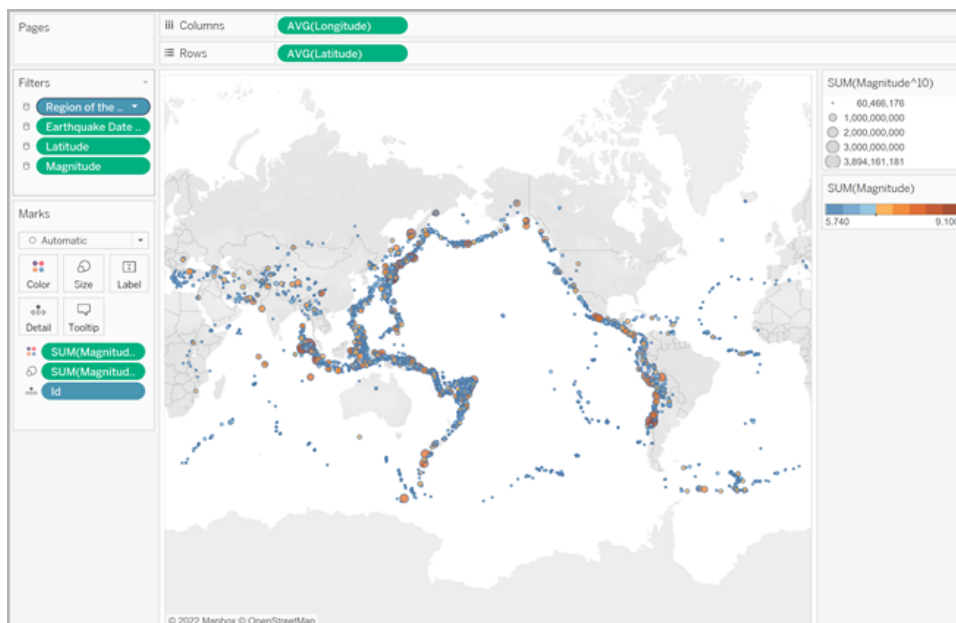 Pages
Columns
AVG(Longitude)
Rows
AVG(Latitude)
Filters
Region of the ..
Earthquake Date ..
Latitude
Magnitude
Marks
Automatic
Color
Size
Label
Detail
Tooltip
SUM(Magnitud..
SUM(Magnitud..
Id
SUM(Magnitude^10)
60,466,176
1,000,000,000
2,000,000,000
3,000,000,000
3,894,161,181
SUM(Magnitude)
5.740 9.100
© 2022 Mapbox © OpenStreetMap